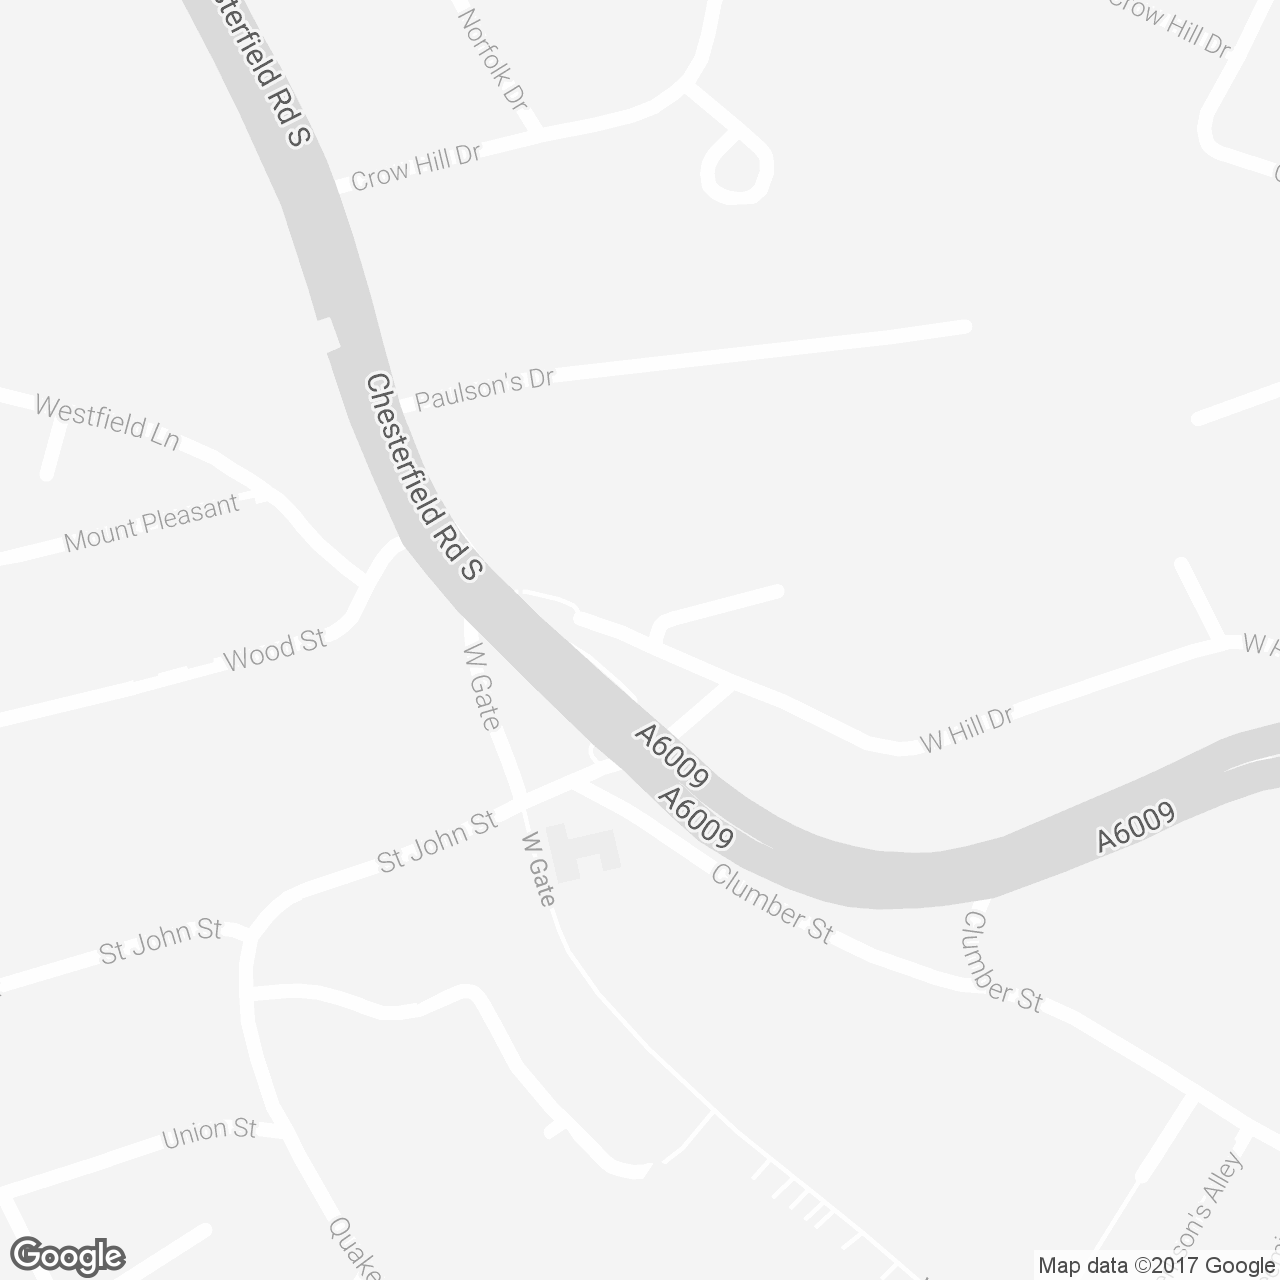 Norfolk Dr
Crow Hill Dr
Chesterfield Rd S
Crow Hill Dr
Paulson's Dr
Westfield Ln
Chesterfield Rd S
Mount Pleasant
Wood St
W Gate
W Hill Dr
A6009
A6009
A6009
St John St
W Gate
Clumber St
St John St
Clumber St
Union St
Google
Map data ©2017 Google